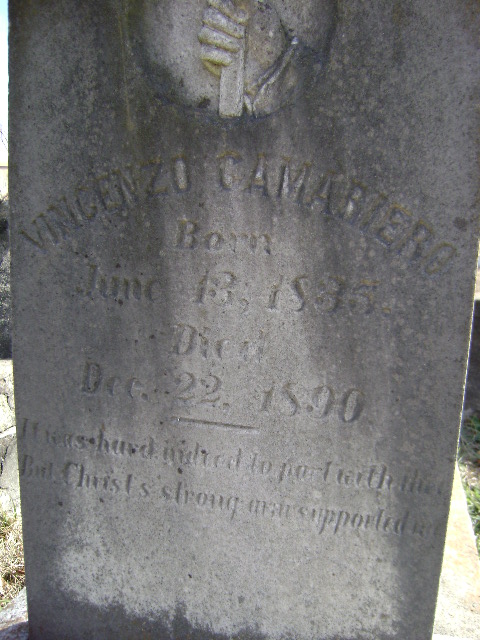 VINCENZO CAMARIERO
Born
June 13, 1835.
Died
Dec. 22, 1890
It was hard indeed to part with thee
But Christ's strong arm supported me